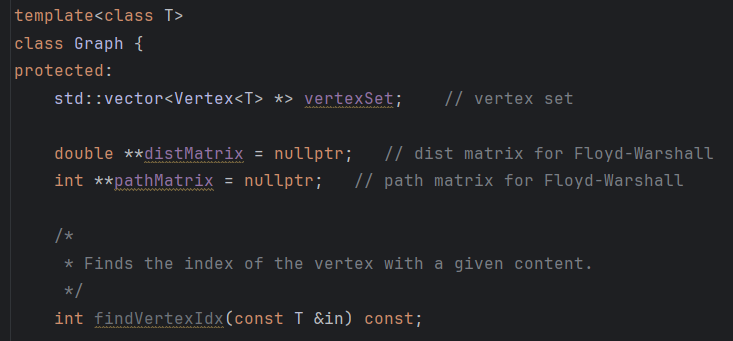 template<class T>
class Graph {
protected:
    std::vector<Vertex<T> *> vertexSet;    // vertex set
    double **distMatrix = nullptr;   // dist matrix for Floyd-Warshall
    int **pathMatrix = nullptr;   // path matrix for Floyd-Warshall
    /*
     * Finds the index of the vertex with a given content.
     */
    int findVertexIdx(const T &in) const;